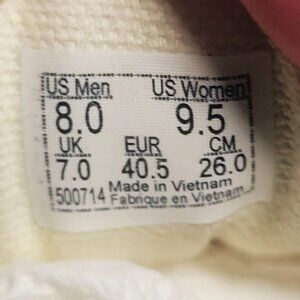 US Men US Women
8.0 9.5
UK EUR CM
7.0 40.5 26.0
500714 Made in Vietnam
Fabrique en Vietnam